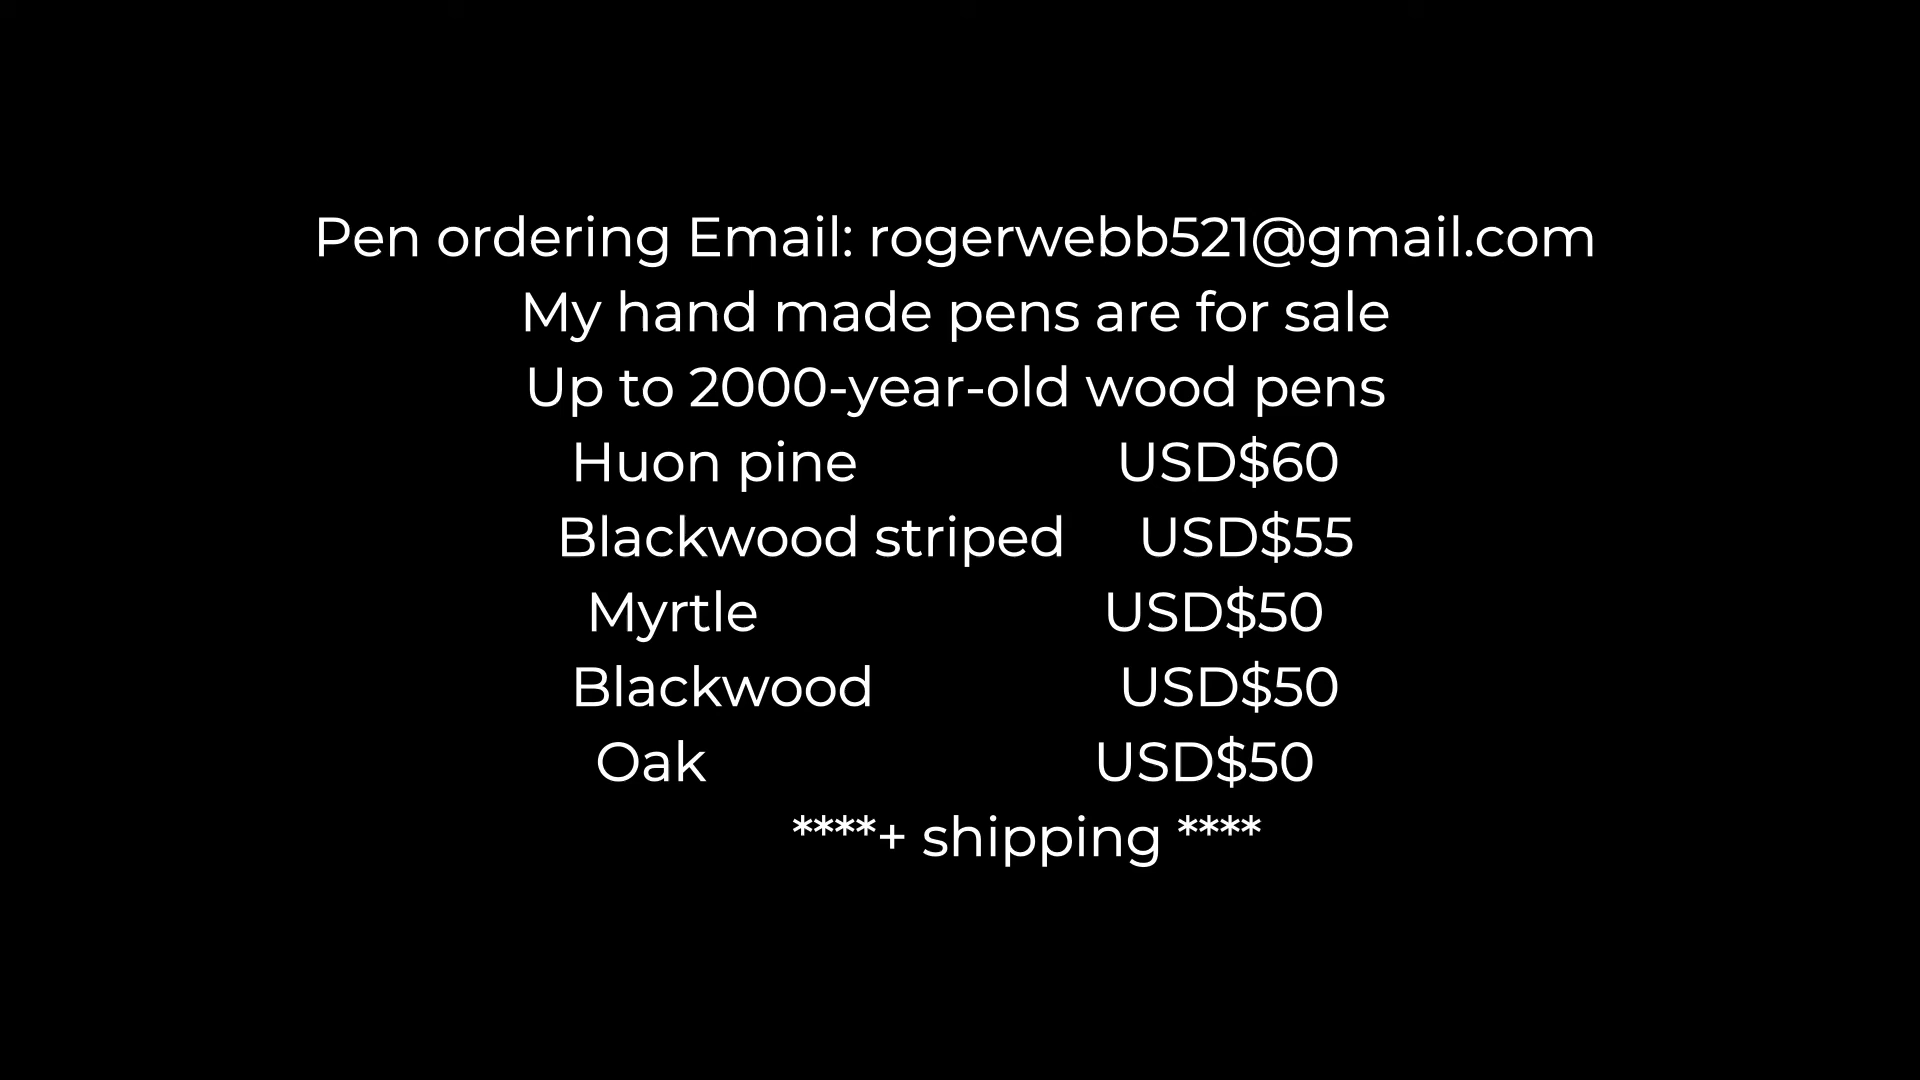 Pen ordering Email: rogerwebb521@gmail.com
My hand made pens are for sale
Up to 2000-year-old wood pens
Huon pine USD$60
Blackwood striped USD$55
Myrtle USD$50
Blackwood USD$50
Oak USD$50
****+ shipping ****